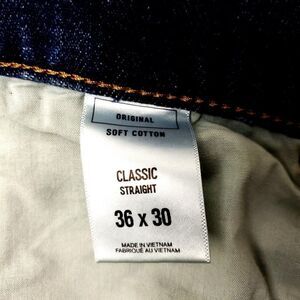 ORIGINAL
SOFT COTTON
CLASSIC
STRAIGHT
36 x 30
MADE IN VIETNAM
FABRIQUÉ AU VIETNAM